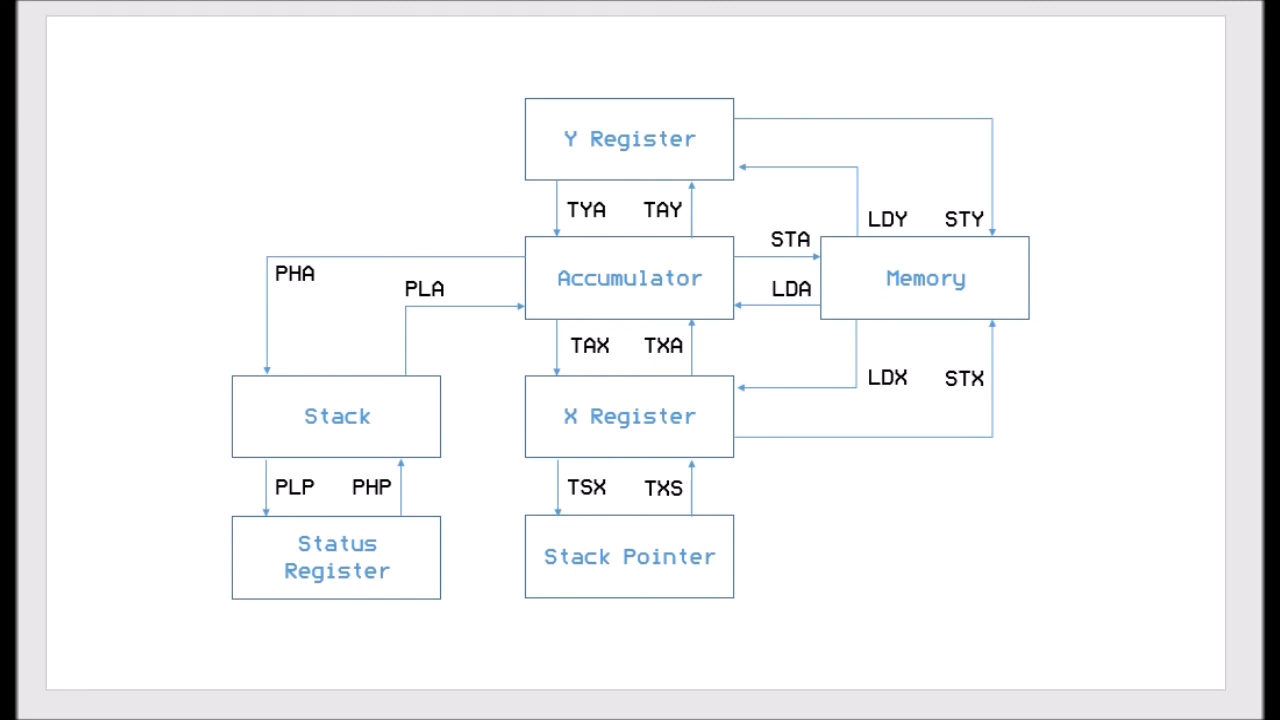 Y Register
TYA TAY
LDY STY
STA
Accumulator
Memory
PHA
PLA
LDA
TAX TXA
LDX STX
Stack
X Register
PLP PHP
TSX TXS
Status
Register
Stack Pointer